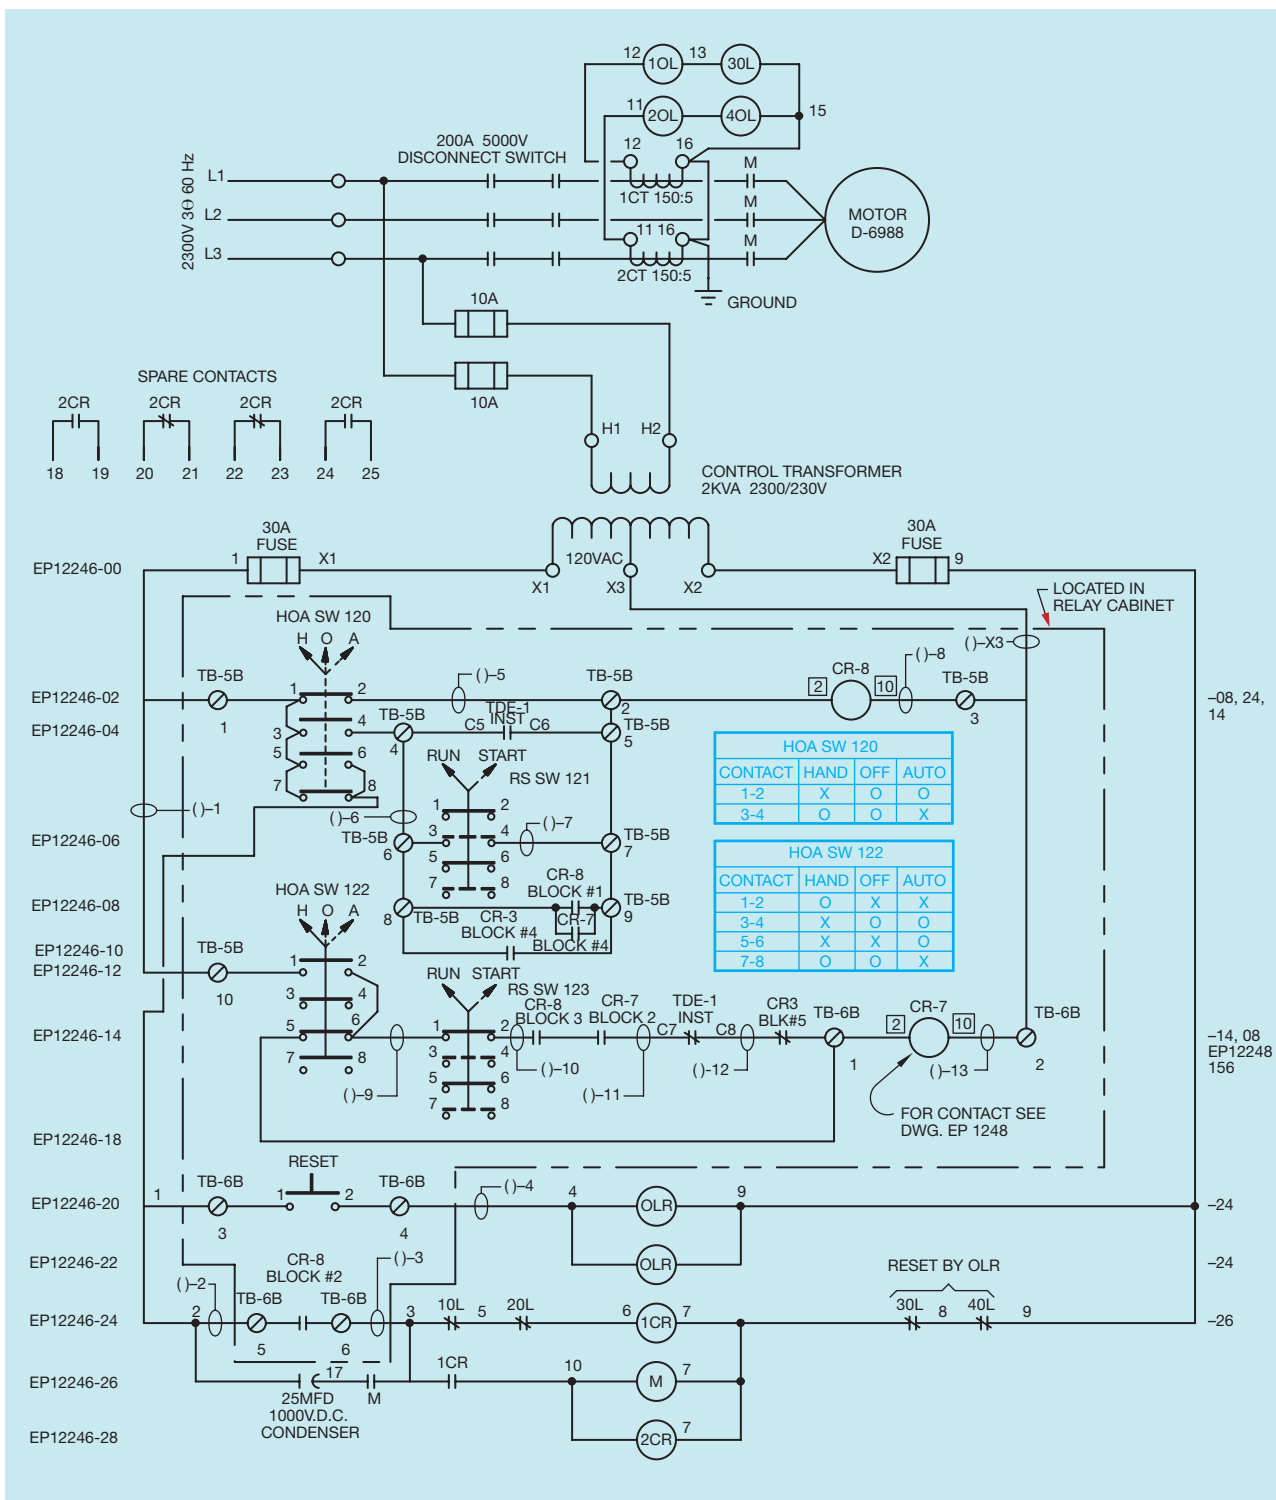 12 1OL 13 30L
11 2OL 4OL 15
200A 5000V
DISCONNECT SWITCH
12 16
2300V 3Θ 60 Hz
L1
M
1CT 150:5
L2
M
MOTOR
D-6988
11 16
L3
M
2CT 150:5
GROUND
10A
10A
SPARE CONTACTS
2CR 2CR 2CR 2CR
18 19 20 21 22 23 24 25
H1 H2
CONTROL TRANSFORMER
2KVA 2300/230V
30A
FUSE
30A
FUSE
EP12246-00
1 X1
120VAC
X2 9
X1 X3 X2
LOCATED IN
RELAY CABINET
HOA SW 120
H O A
( )–X3
( )–5
( )–8
EP12246-02
TB-5B
1
1 2
TB-5B
2
CR-8
2 10
TB-5B
3
–08, 24,
14
EP12246-04
3 4
TB-5B
4
TDE-1
INST
C5 C6
TB-5B
5
5 6
7 8
RUN START
RS SW 121
HOA SW 120
CONTACT HAND OFF AUTO
1-2 X O O
3-4 O O X
( )–1
( )–6
1 2
( )–7
EP12246-06
TB-5B
6
3 4
TB-5B
7
5 6
7 8
HOA SW 122
CONTACT HAND OFF AUTO
1-2 O X X
3-4 X O O
5-6 X X O
7-8 O O X
HOA SW 122
H O A
CR-8
BLOCK #1
EP12246-08
8 TB-5B
TB-5B
9
CR-3
BLOCK #4
CR-7
BLOCK #4
EP12246-10
EP12246-12
TB-5B
10
1 2
3 4
RUN START
RS SW 123
EP12246-14
5 6
7 8
1 2
3 4
5 6
7 8
CR-8
BLOCK 3
CR-7
BLOCK 2
TDE-1
INST
C7 C8
CR3
BLK#5
TB-6B
1
CR-7
2 10
TB-6B
2
–14, 08
EP12248
156
( )–9
( )–10
( )–11
( )–12
( )–13
FOR CONTACT SEE
DWG. EP 1248
EP12246-18
RESET
EP12246-20
1
TB-6B
3
1 2
TB-6B
4
( )–4
4 OLR 9
–24
EP12246-22
CR-8
BLOCK #2
( )–3
OLR
RESET BY OLR
–24
( )–2
EP12246-24
2
TB-6B
5
TB-6B
6
3 10L 5 20L
6 1CR 7
30L 8 40L 9
–26
EP12246-26
17
M
1CR
10 M 7
25MFD
1000V.D.C.
CONDENSER
EP12246-28
2CR 7